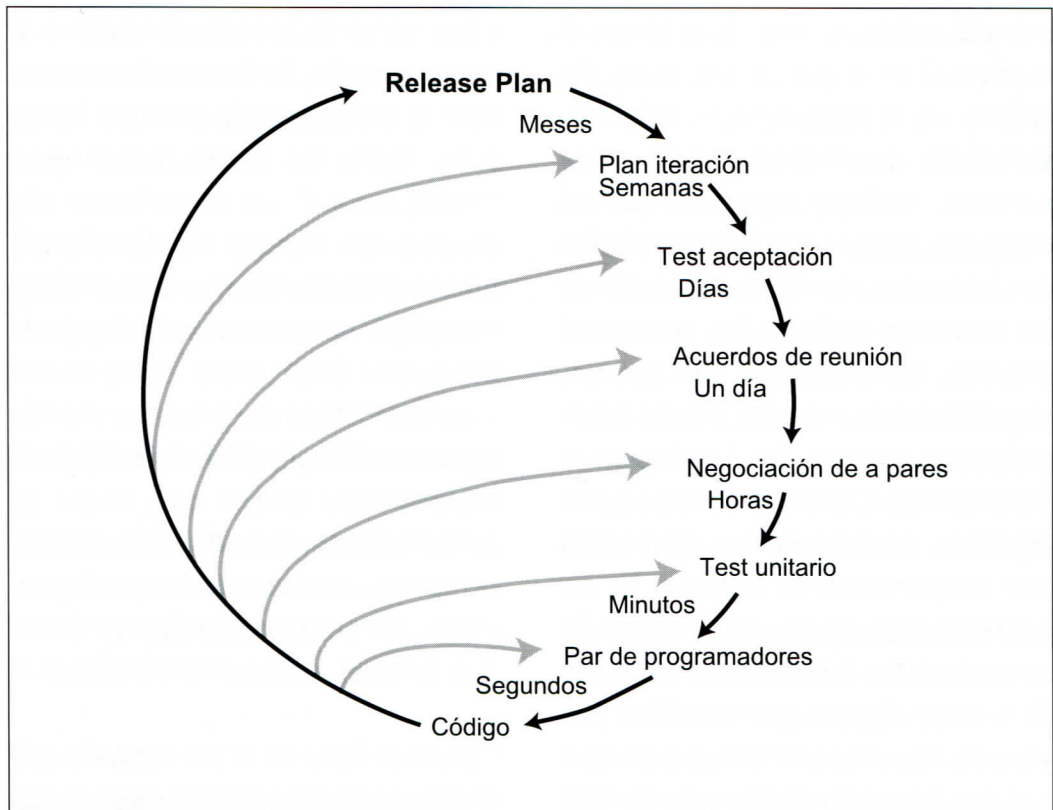 Release Plan
Meses
Plan iteración
Semanas
Test aceptación
Días
Acuerdos de reunión
Un día
Negociación de a pares
Horas
Test unitario
Minutos
Par de programadores
Segundos
Código